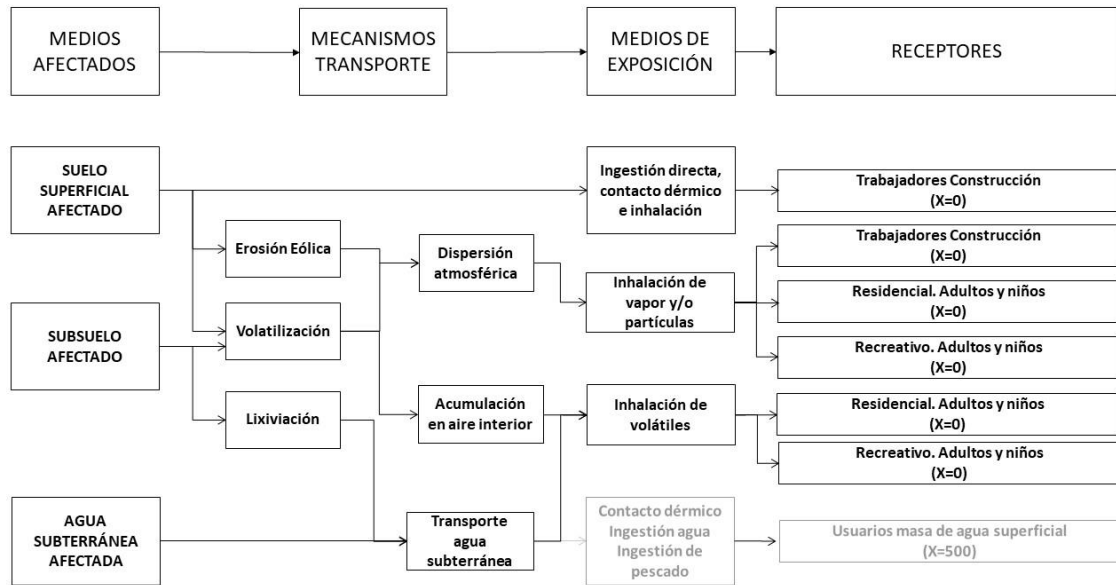 MEDIOS
AFECTADOS
MECANISMOS
TRANSPORTE
MEDIOS DE
EXPOSICIÓN
RECEPTORES
SUELO
SUPERFICIAL
AFECTADO
Ingestión directa,
contacto dérmico
e inhalación
Trabajadores Construcción
(X=0)
Erosión Eólica
Dispersión
atmosférica
Trabajadores Construcción
(X=0)
SUBSUELO
AFECTADO
Volatilización
Inhalación de
vapor y/o
partículas
Residencial. Adultos y niños
(X=0)
Recreativo. Adultos y niños
(X=0)
Lixiviación
Acumulación
en aire interior
Inhalación de
volátiles
Residencial. Adultos y niños
(X=0)
Recreativo. Adultos y niños
(X=0)
AGUA
SUBTERRÁNEA
AFECTADA
Transporte
agua
subterránea
Contacto dérmico
Ingestión agua
Ingestión de
pescado
Usuarios masa de agua superficial
(X=500)